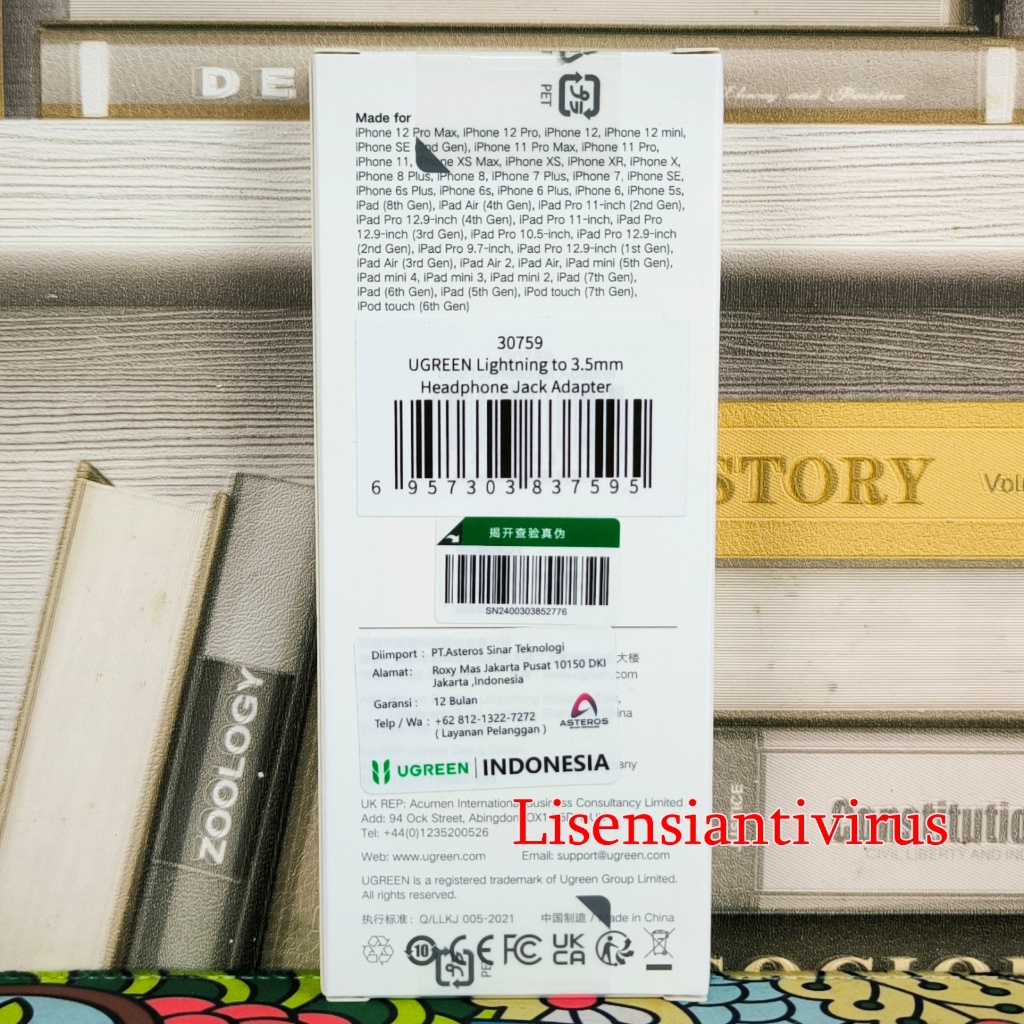 DE
PET
Made for
iPhone 12 Pro Max, iPhone 12 Pro, iPhone 12, iPhone 12 mini,
iPhone SE (2nd Gen), iPhone 11 Pro Max, iPhone 11 Pro,
iPhone 11, iPhone XS Max, iPhone XS, iPhone XR, iPhone X,
iPhone 8 Plus, iPhone 8, iPhone 7 Plus, iPhone 7, iPhone SE,
iPhone 6s Plus, iPhone 6s, iPhone 6 Plus, iPhone 6, iPhone 5s,
iPad (8th Gen), iPad Air (4th Gen), iPad Pro 11-inch (2nd Gen),
iPad Pro 12.9-inch (4th Gen), iPad Pro 11-inch, iPad Pro
12.9-inch (3rd Gen), iPad Pro 10.5-inch, iPad Pro 12.9-inch
(2nd Gen), iPad Pro 9.7-inch, iPad Pro 12.9-inch (1st Gen),
iPad Air (3rd Gen), iPad Air 2, iPad Air, iPad mini (5th Gen),
iPad mini 4, iPad mini 3, iPad mini 2, iPad (7th Gen),
iPad (6th Gen), iPad (5th Gen), iPod touch (7th Gen),
iPod touch (6th Gen)
30759
UGREEN Lightning to 3.5mm
Headphone Jack Adapter
6 957303 837595
STORY
揭开查验真伪
SN2400303852776
Diimport : PT.Asteros Sinar Teknologi
Alamat: Roxy Mas Jakarta Pusat 10150 DKI
Jakarta ,Indonesia
Garansi : 12 Bulan
Telp / Wa : +62 812-1322-7272
( Layanan Pelanggan )
ASTEROS
UGREEN | INDONESIA
大楼
com
ina
any
ZOOLOGY
UK REP: Acumen International Business Consultancy Limited
Add: 94 Ock Street, Abingdon
Tel: +44(0)1235200526
Lisensiantivirus
Constitutio
CIVIL LIBERTY AND IN
Web: www.ugreen.com Email: support@ugreen.com
UGREEN is a registered trademark of Ugreen Group Limited.
All rights reserved.
执行标准: Q/LLKJ 005-2021 中国制造 / Made in China
10 CE FC UK CA